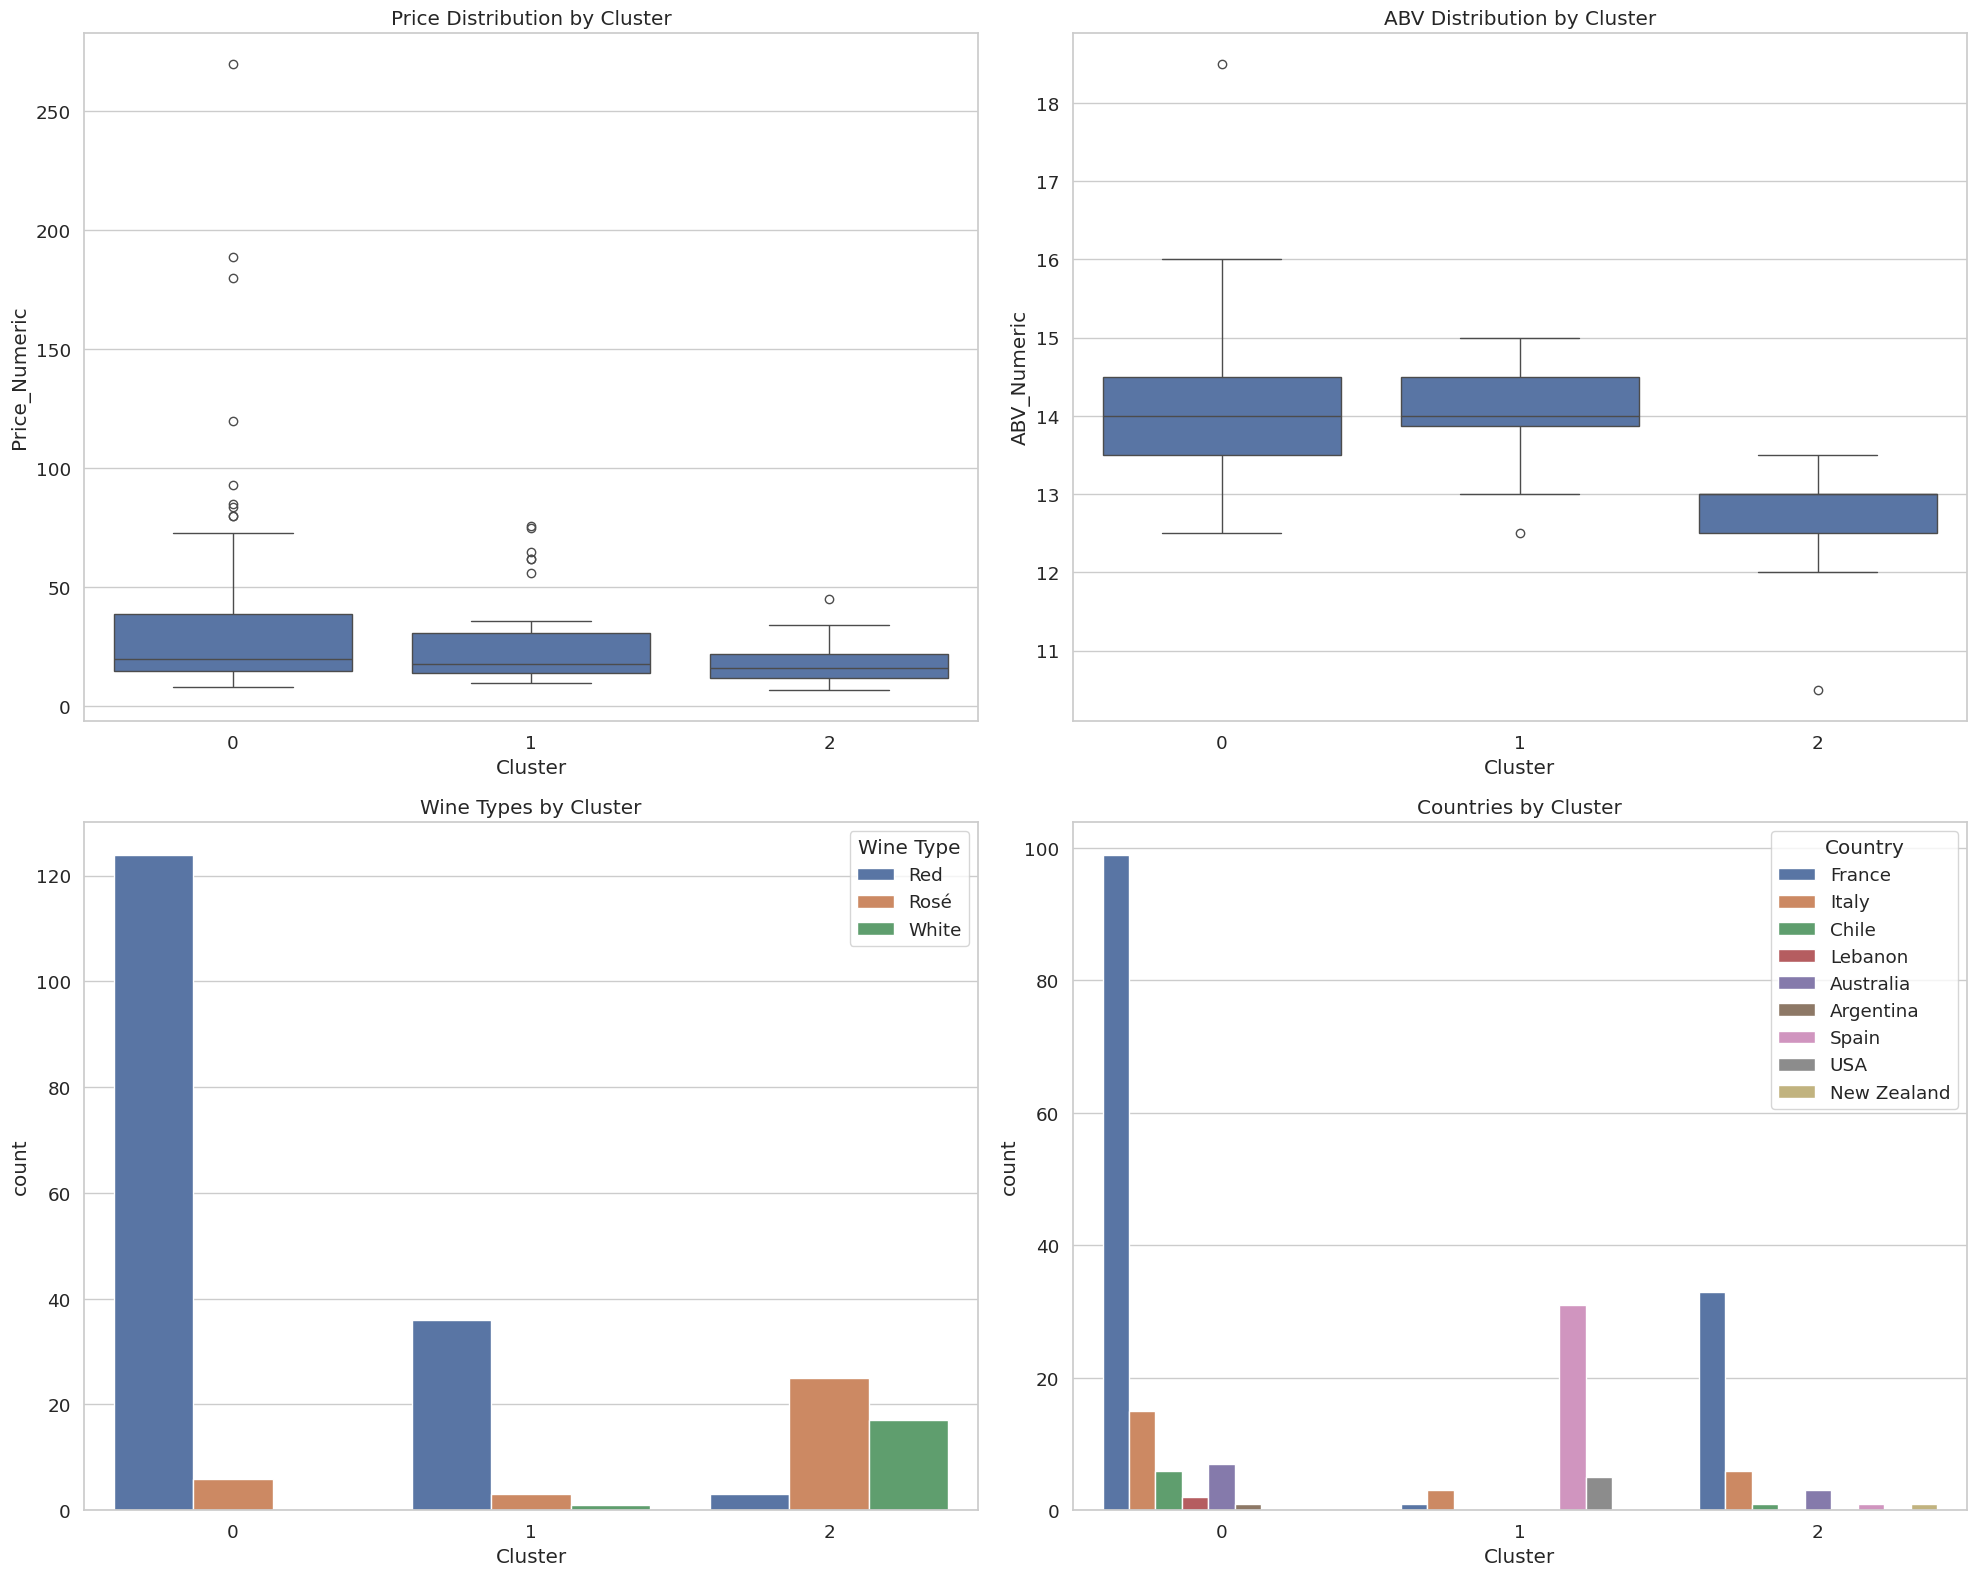 Price Distribution by Cluster
250
200
150
100
50
0
Price_Numeric
0 1 2
Cluster
ABV Distribution by Cluster
18
17
16
15
14
13
12
11
ABV_Numeric
0 1 2
Cluster
Wine Types by Cluster
120
100
80
60
40
20
0
count
Wine Type
Red
Rosé
White
0 1 2
Cluster
Countries by Cluster
100
80
60
40
20
0
count
Country
France
Italy
Chile
Lebanon
Australia
Argentina
Spain
USA
New Zealand
0 1 2
Cluster